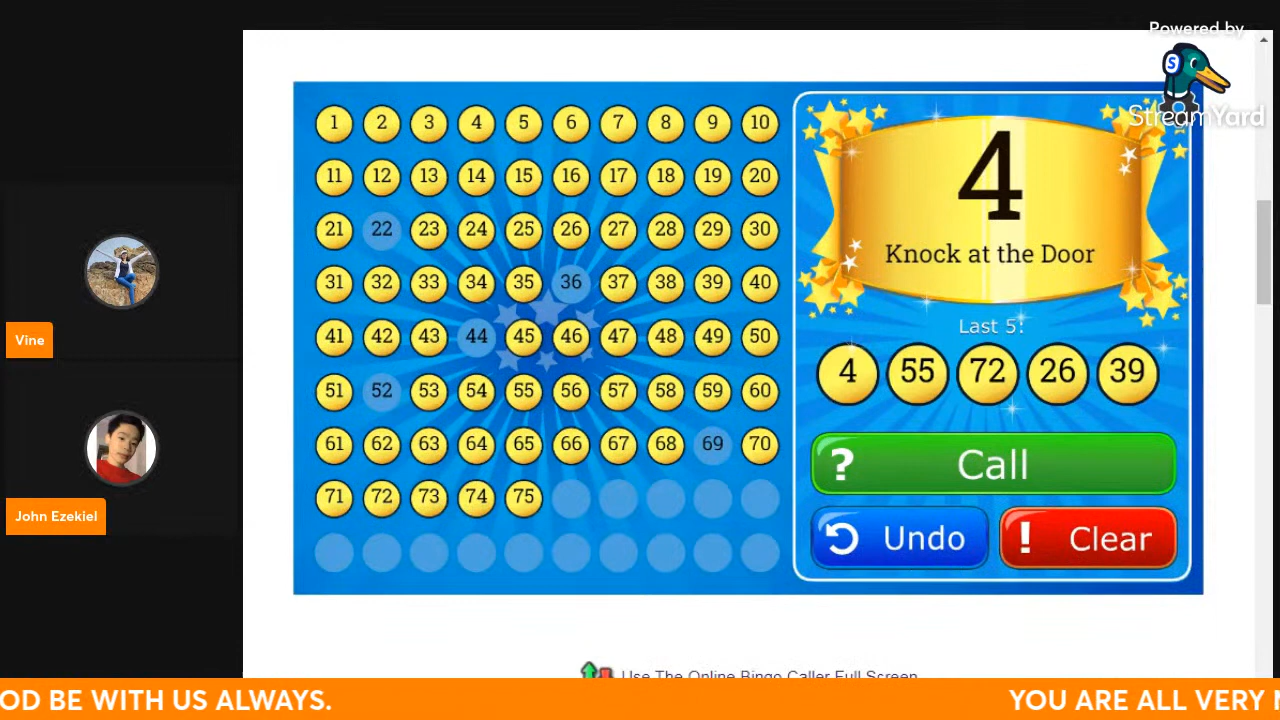 Powered by
StreamYard
1 2 3 4 5 6 7 8 9 10
11 12 13 14 15 16 17 18 19 20
21 22 23 24 25 26 27 28 29 30
31 32 33 34 35 36 37 38 39 40
41 42 43 44 45 46 47 48 49 50
51 52 53 54 55 56 57 58 59 60
61 62 63 64 65 66 67 68 69 70
71 72 73 74 75
4
Knock at the Door
Last 5:
4 55 72 26 39
? Call
Undo
! Clear
Vine
John Ezekiel
Use The Online Bingo Caller Full Screen
OD BE WITH US ALWAYS. YOU ARE ALL VERY